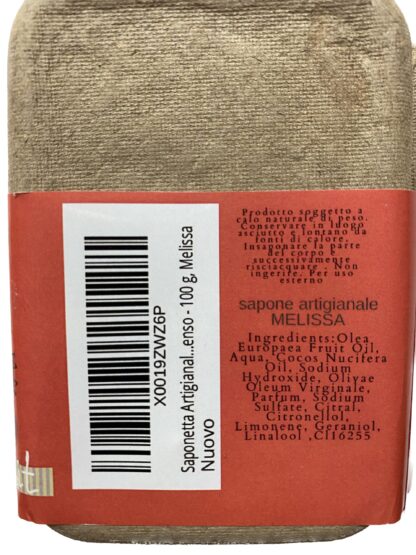 Prodotto soggetto a
calo naturale di peso.
Conservare in luogo
asciutto e lontano da
fonti di calore.
Insaponare la parte
del corpo e
successivamente
risciacquare . Non
ingerire. Per uso
esterno
sapone artigianale
MELISSA
Ingredients:Olea
Europaea Fruit Oil,
Aqua, Cocos Nucifera
Oil, Sodium
Hydroxide, Olivae
Oleum Virginale,
Parfum, Sodium
Sulfate, Citral,
Citronellol,
Limonene, Geraniol,
Linalool ,CI16255
X0019ZWZ6P
Saponetta Artigianal...enso - 100 g, Melissa
Nuovo